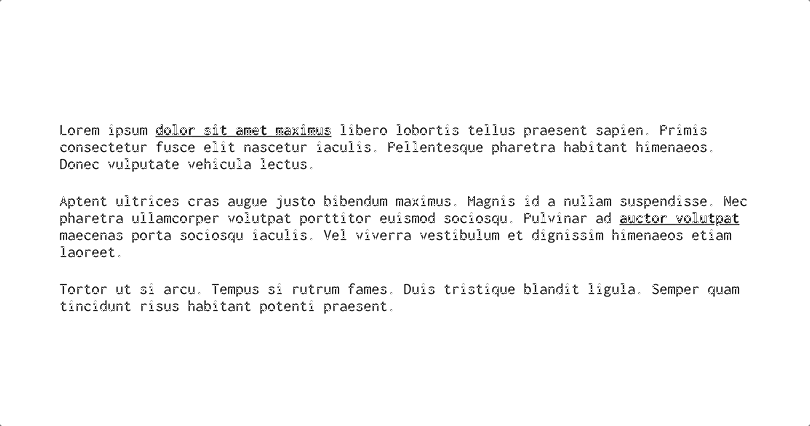 Lorem ipsum dolor sit amet maximus libero lobortis tellus praesent sapien. Primis
consectetur fusce elit nascetur iaculis. Pellentesque pharetra habitant himenaeos.
Donec vulputate vehicula lectus.
Aptent ultrices cras augue justo bibendum maximus. Magnis id a nullam suspendisse. Nec
pharetra ullamcorper volutpat porttitor euismod sociosqu. Pulvinar ad auctor volutpat
maecenas porta sociosqu iaculis. Vel viverra vestibulum et dignissim himenaeos etiam
laoreet.
Tortor ut si arcu. Tempus si rutrum fames. Duis tristique blandit ligula. Semper quam
tincidunt risus habitant potenti praesent.